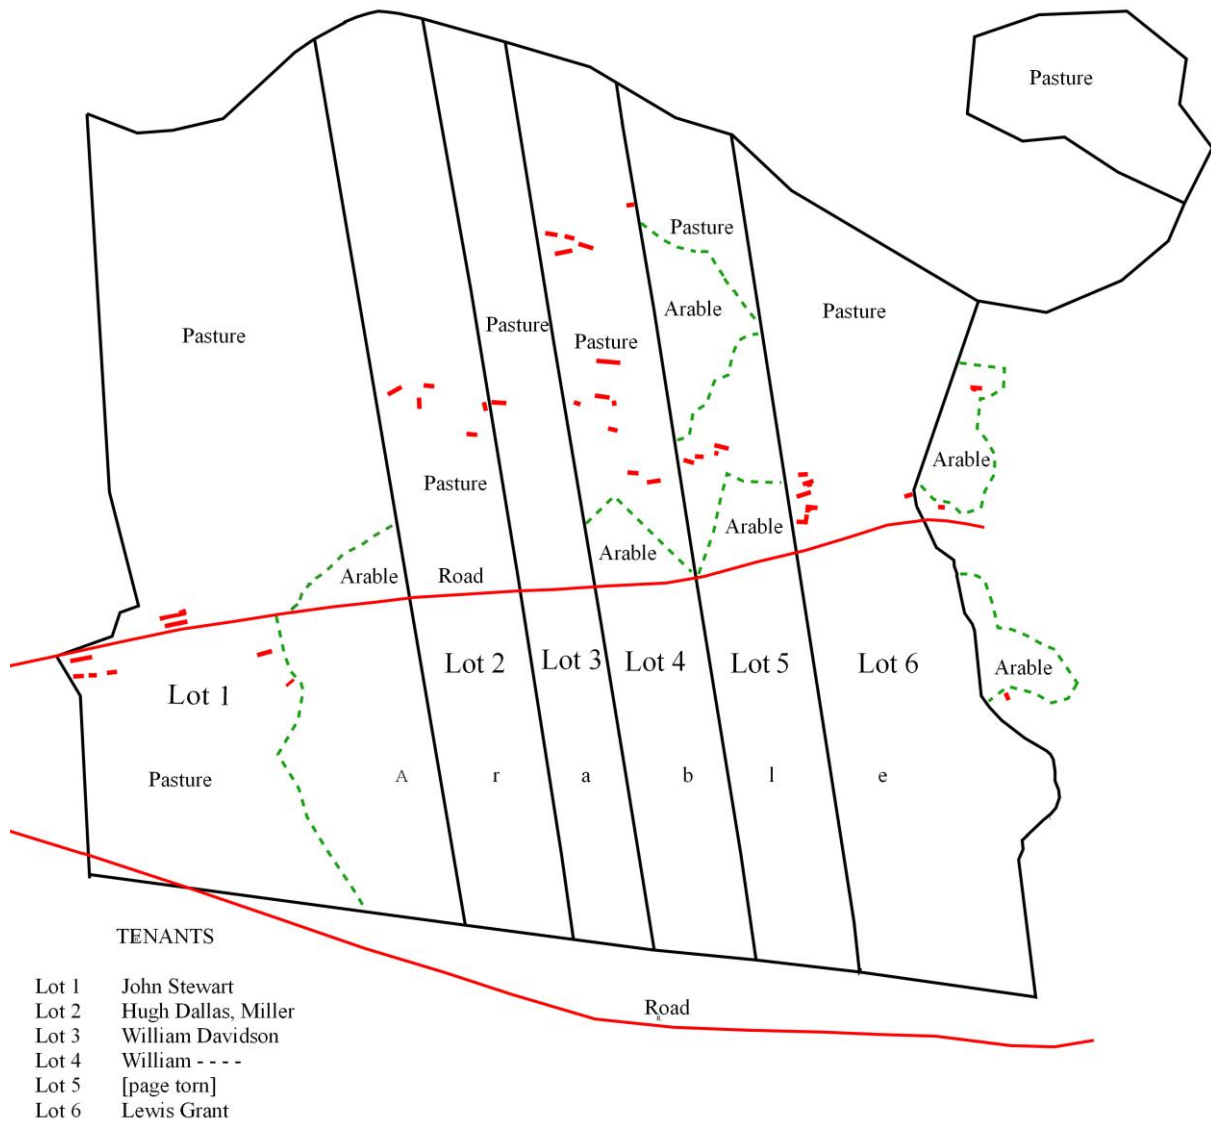 Pasture
Pasture
Arable
Pasture
Pasture
Pasture
Pasture
Arable
Pasture
Arable
Arable
Arable
Road
Lot 1
Lot 2
Lot 3
Lot 4
Lot 5
Lot 6
Arable
Pasture
A r a b l e
TENANTS
Road
Lot 1 John Stewart
Lot 2 Hugh Dallas, Miller
Lot 3 William Davidson
Lot 4 William - - - -
Lot 5 [page torn]
Lot 6 Lewis Grant